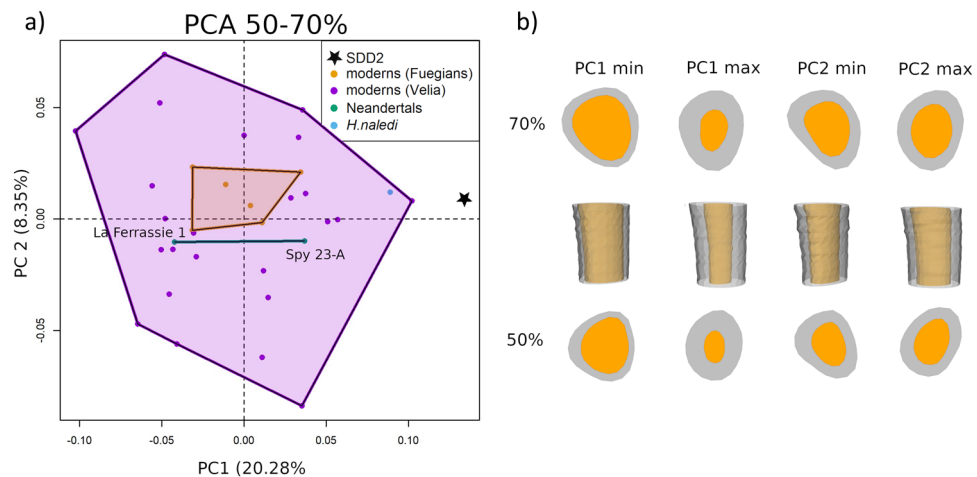 a)
PCA 50-70%
SDD2
moderns (Fuegians)
moderns (Velia)
Neandertals
H.naledi
PC 2 (8.35%)
0.05
0.00
-0.05
La Ferrassie 1
Spy 23-A
-0.10
-0.05
0.00
0.05
0.10
PC1 (20.28%
b)
PC1 min
PC1 max
PC2 min
PC2 max
70%
50%